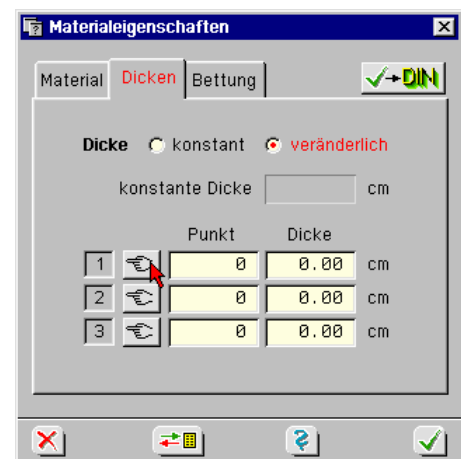 Materialeigenschaften
Material Dicken Bettung DIN
Dicke konstant veränderlich
konstante Dicke cm
Punkt Dicke
1 0 0.00 cm
2 0 0.00 cm
3 0 0.00 cm